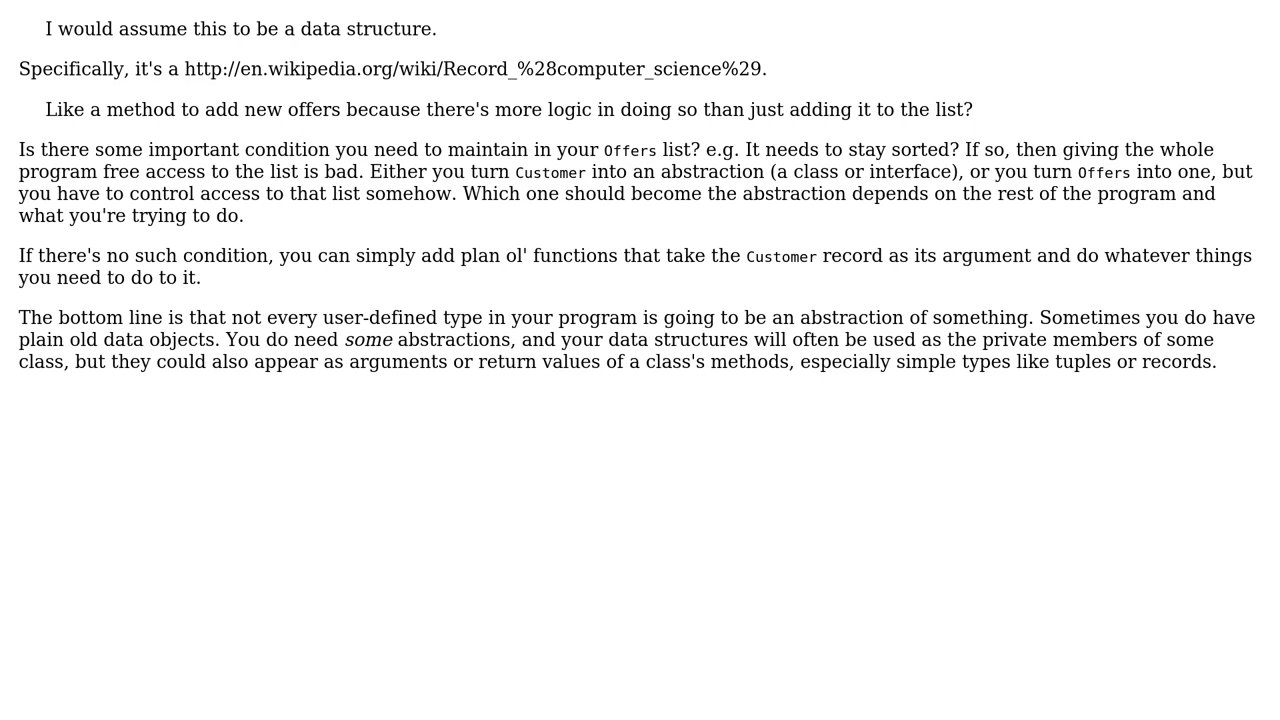 I would assume this to be a data structure.
Specifically, it's a http://en.wikipedia.org/wiki/Record_%28computer_science%29.
Like a method to add new offers because there's more logic in doing so than just adding it to the list?
Is there some important condition you need to maintain in your Offers list? e.g. It needs to stay sorted? If so, then giving the whole
program free access to the list is bad. Either you turn Customer into an abstraction (a class or interface), or you turn Offers into one, but
you have to control access to that list somehow. Which one should become the abstraction depends on the rest of the program and
what you're trying to do.
If there's no such condition, you can simply add plan ol' functions that take the Customer record as its argument and do whatever things
you need to do to it.
The bottom line is that not every user-defined type in your program is going to be an abstraction of something. Sometimes you do have
plain old data objects. You do need some abstractions, and your data structures will often be used as the private members of some
class, but they could also appear as arguments or return values of a class's methods, especially simple types like tuples or records.